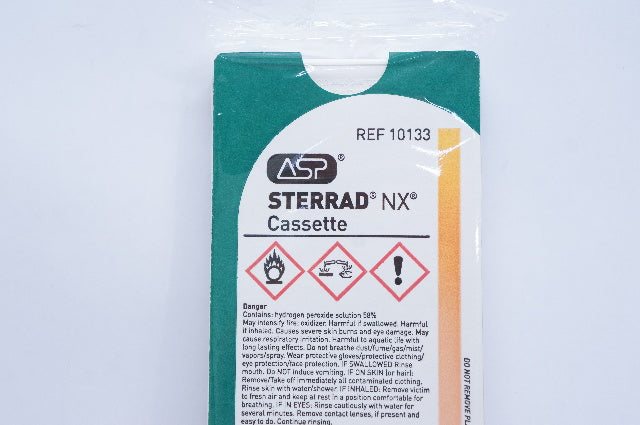 REF 10133
ASP®
STERRAD® NX®
Cassette
Danger
Contains: hydrogen peroxide solution 58%
May intensify fire: oxidizer. Harmful if swallowed. Harmful
if inhaled. Causes severe skin burns and eye damage. May
cause respiratory irritation. Harmful to aquatic life with
long lasting effects. Do not breathe dust/fume/gas/mist/
vapors/spray. Wear protective gloves/protective clothing/
eye protection/face protection. IF SWALLOWED Rinse
mouth. Do NOT induce vomiting. IF ON SKIN (or hair):
Remove/Take off immediately all contaminated clothing.
Rinse skin with water/shower. IF INHALED: Remove victim
to fresh air and keep at rest in a position comfortable for
breathing. IF IN EYES: Rinse cautiously with water for
several minutes. Remove contact lenses, if present and
easy to do. Continue rinsing.
DO NOT REMOVE